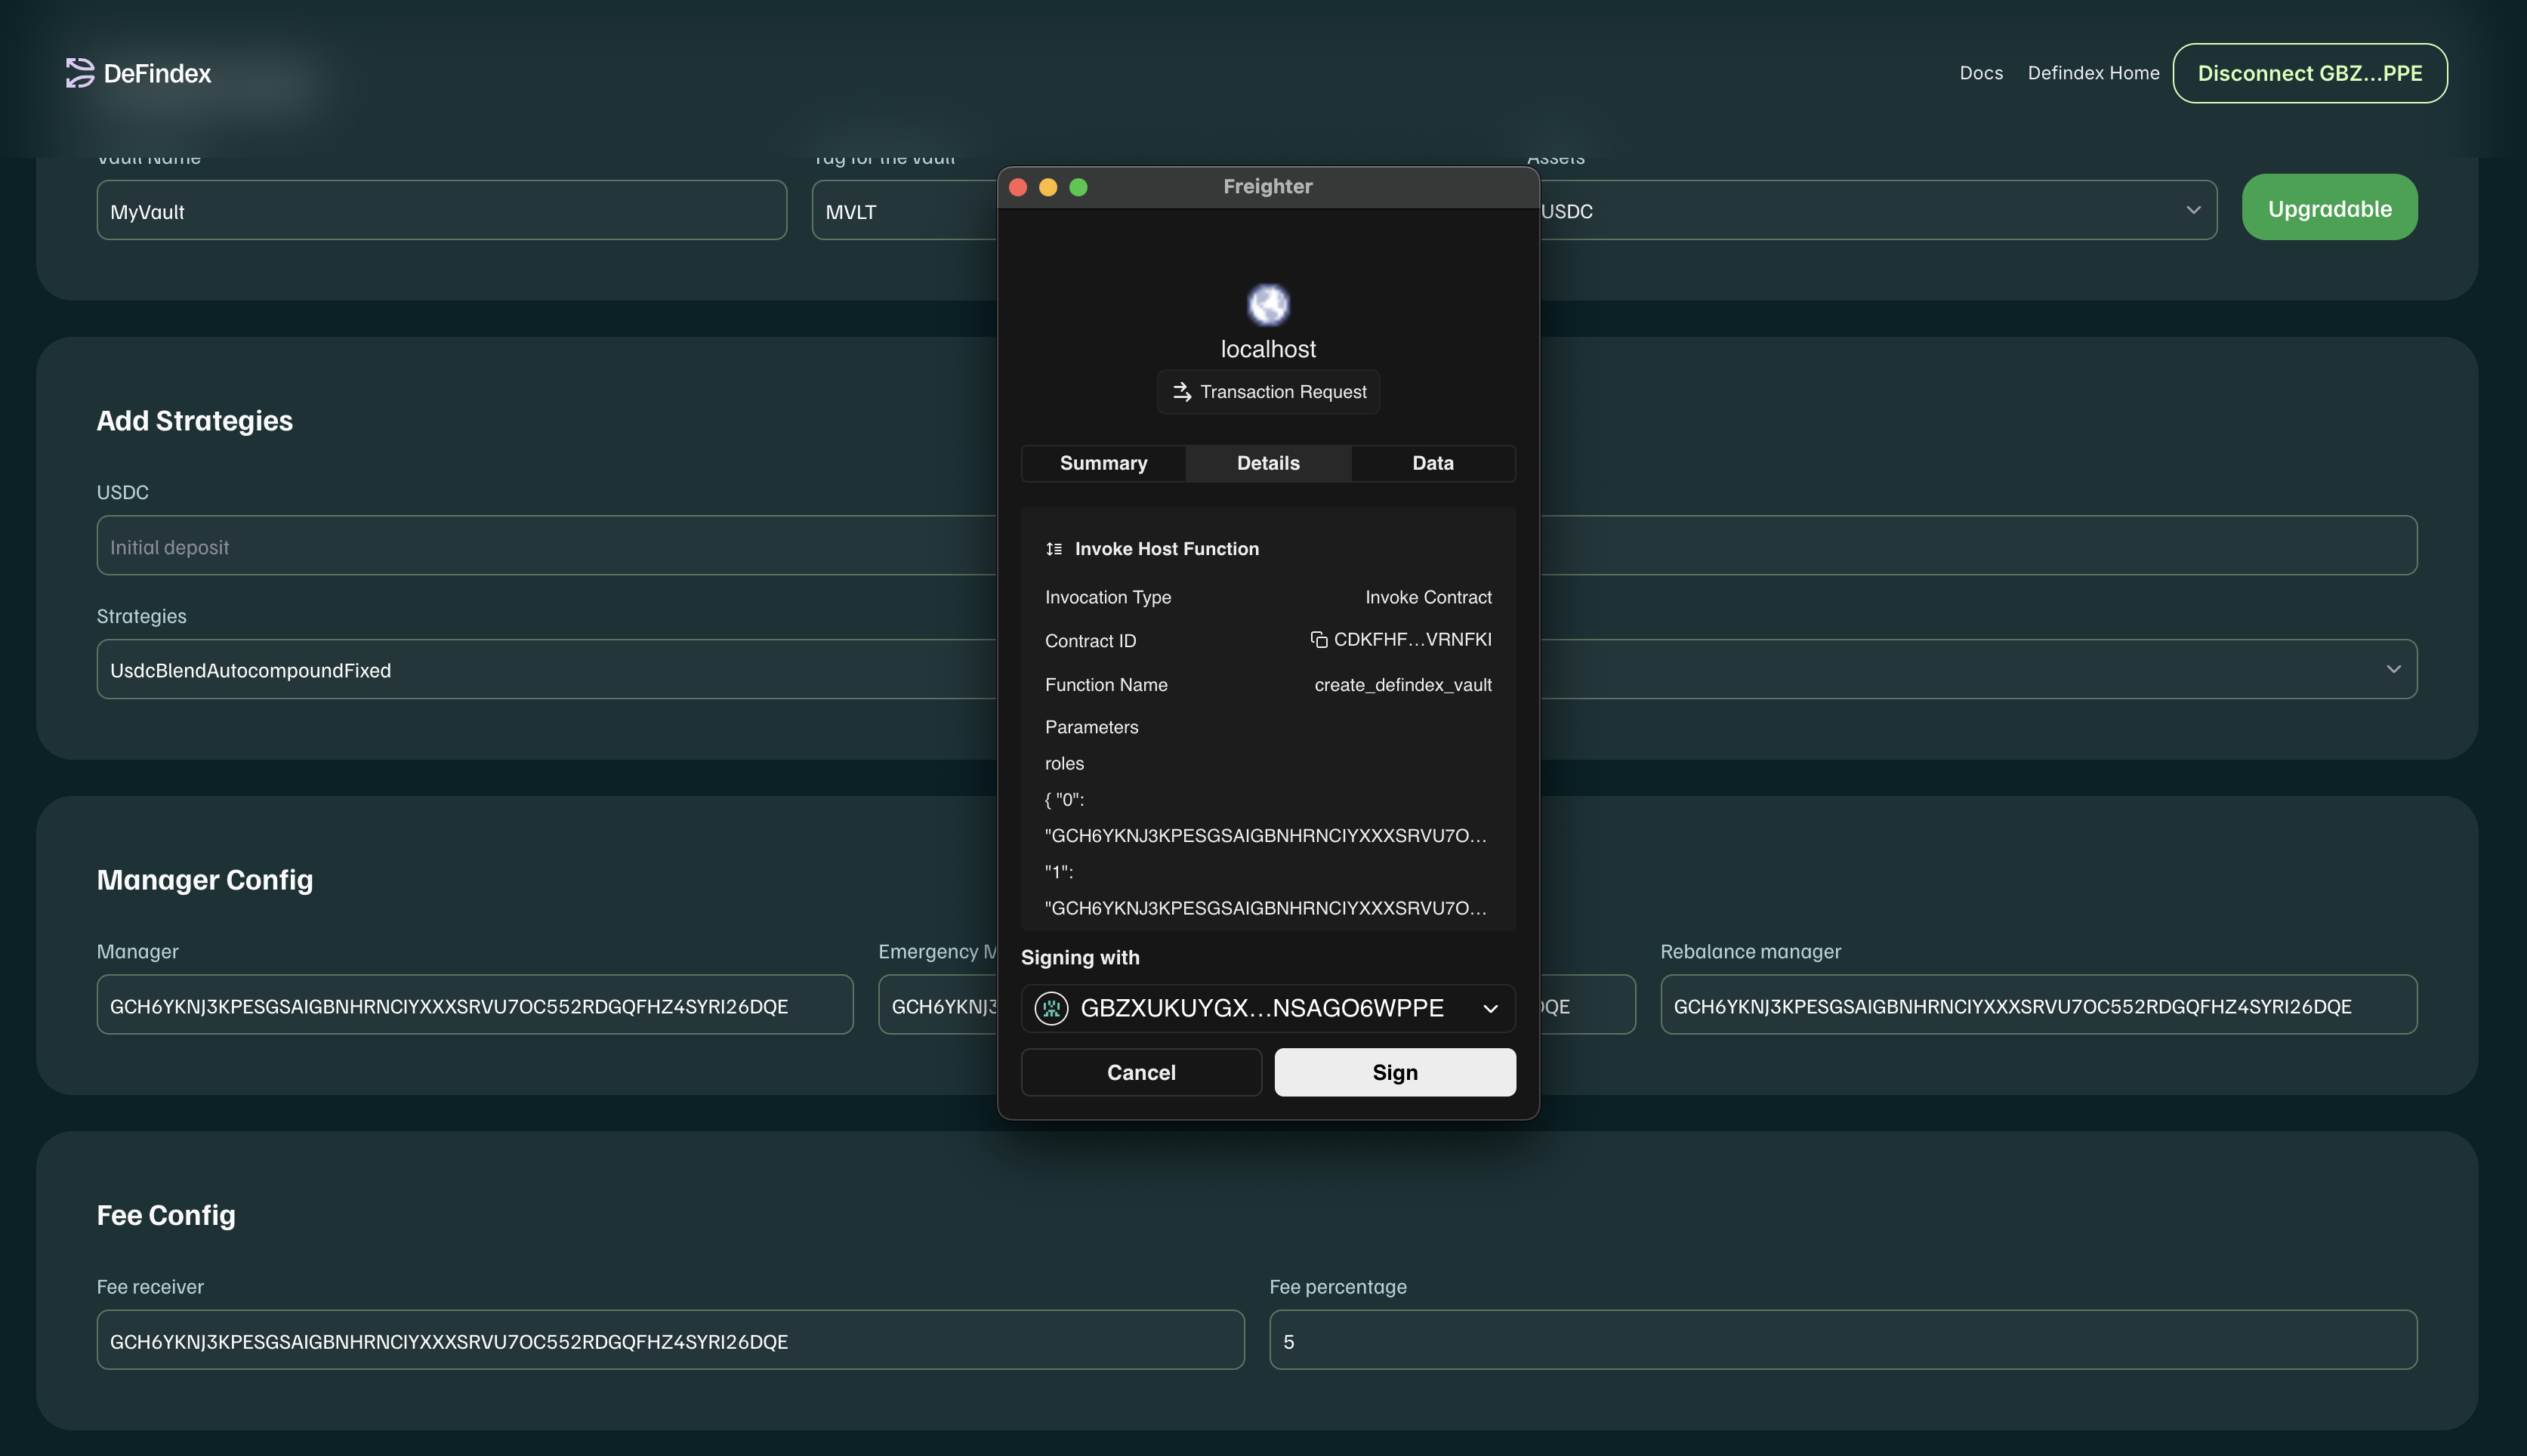 DeFindex
Docs
Defindex Home
Disconnect GBZ...PPE
Vault Name
Tag for the vault
Assets
MyVault
MVLT
USDC
Upgradable
Add Strategies
USDC
Initial deposit
Strategies
UsdcBlendAutocompoundFixed
Manager Config
Manager
Emergency M
Rebalance manager
GCH6YKNJ3KPESGSAIGBNHRNCIYXXXSRVU7OC552RDGQFHZ4SYRI26DQE
GCH6YKNJ3
DQE
GCH6YKNJ3KPESGSAIGBNHRNCIYXXXSRVU7OC552RDGQFHZ4SYRI26DQE
Fee Config
Fee receiver
Fee percentage
GCH6YKNJ3KPESGSAIGBNHRNCIYXXXSRVU7OC552RDGQFHZ4SYRI26DQE
5
Freighter
localhost
Transaction Request
Summary
Details
Data
Invoke Host Function
Invocation Type
Invoke Contract
Contract ID
CDKFHF...VRNFKI
Function Name
create_defindex_vault
Parameters
roles
{ "0":
"GCH6YKNJ3KPESGSAIGBNHRNCIYXXXSRVU7O...
"1":
"GCH6YKNJ3KPESGSAIGBNHRNCIYXXXSRVU7O...
Signing with
GBZXUKUYGX...NSAGO6WPPE
Cancel
Sign